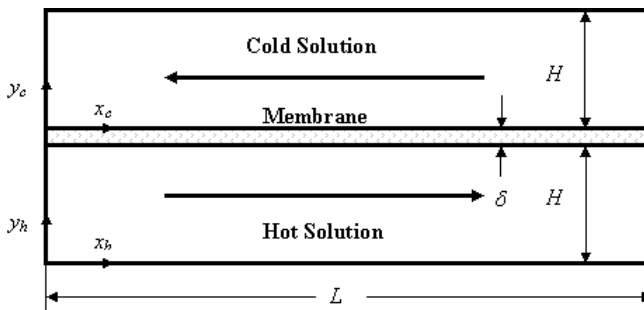 Cold Solution
H
y_c
x_c
Membrane
δ
H
y_h
x_h
Hot Solution
L